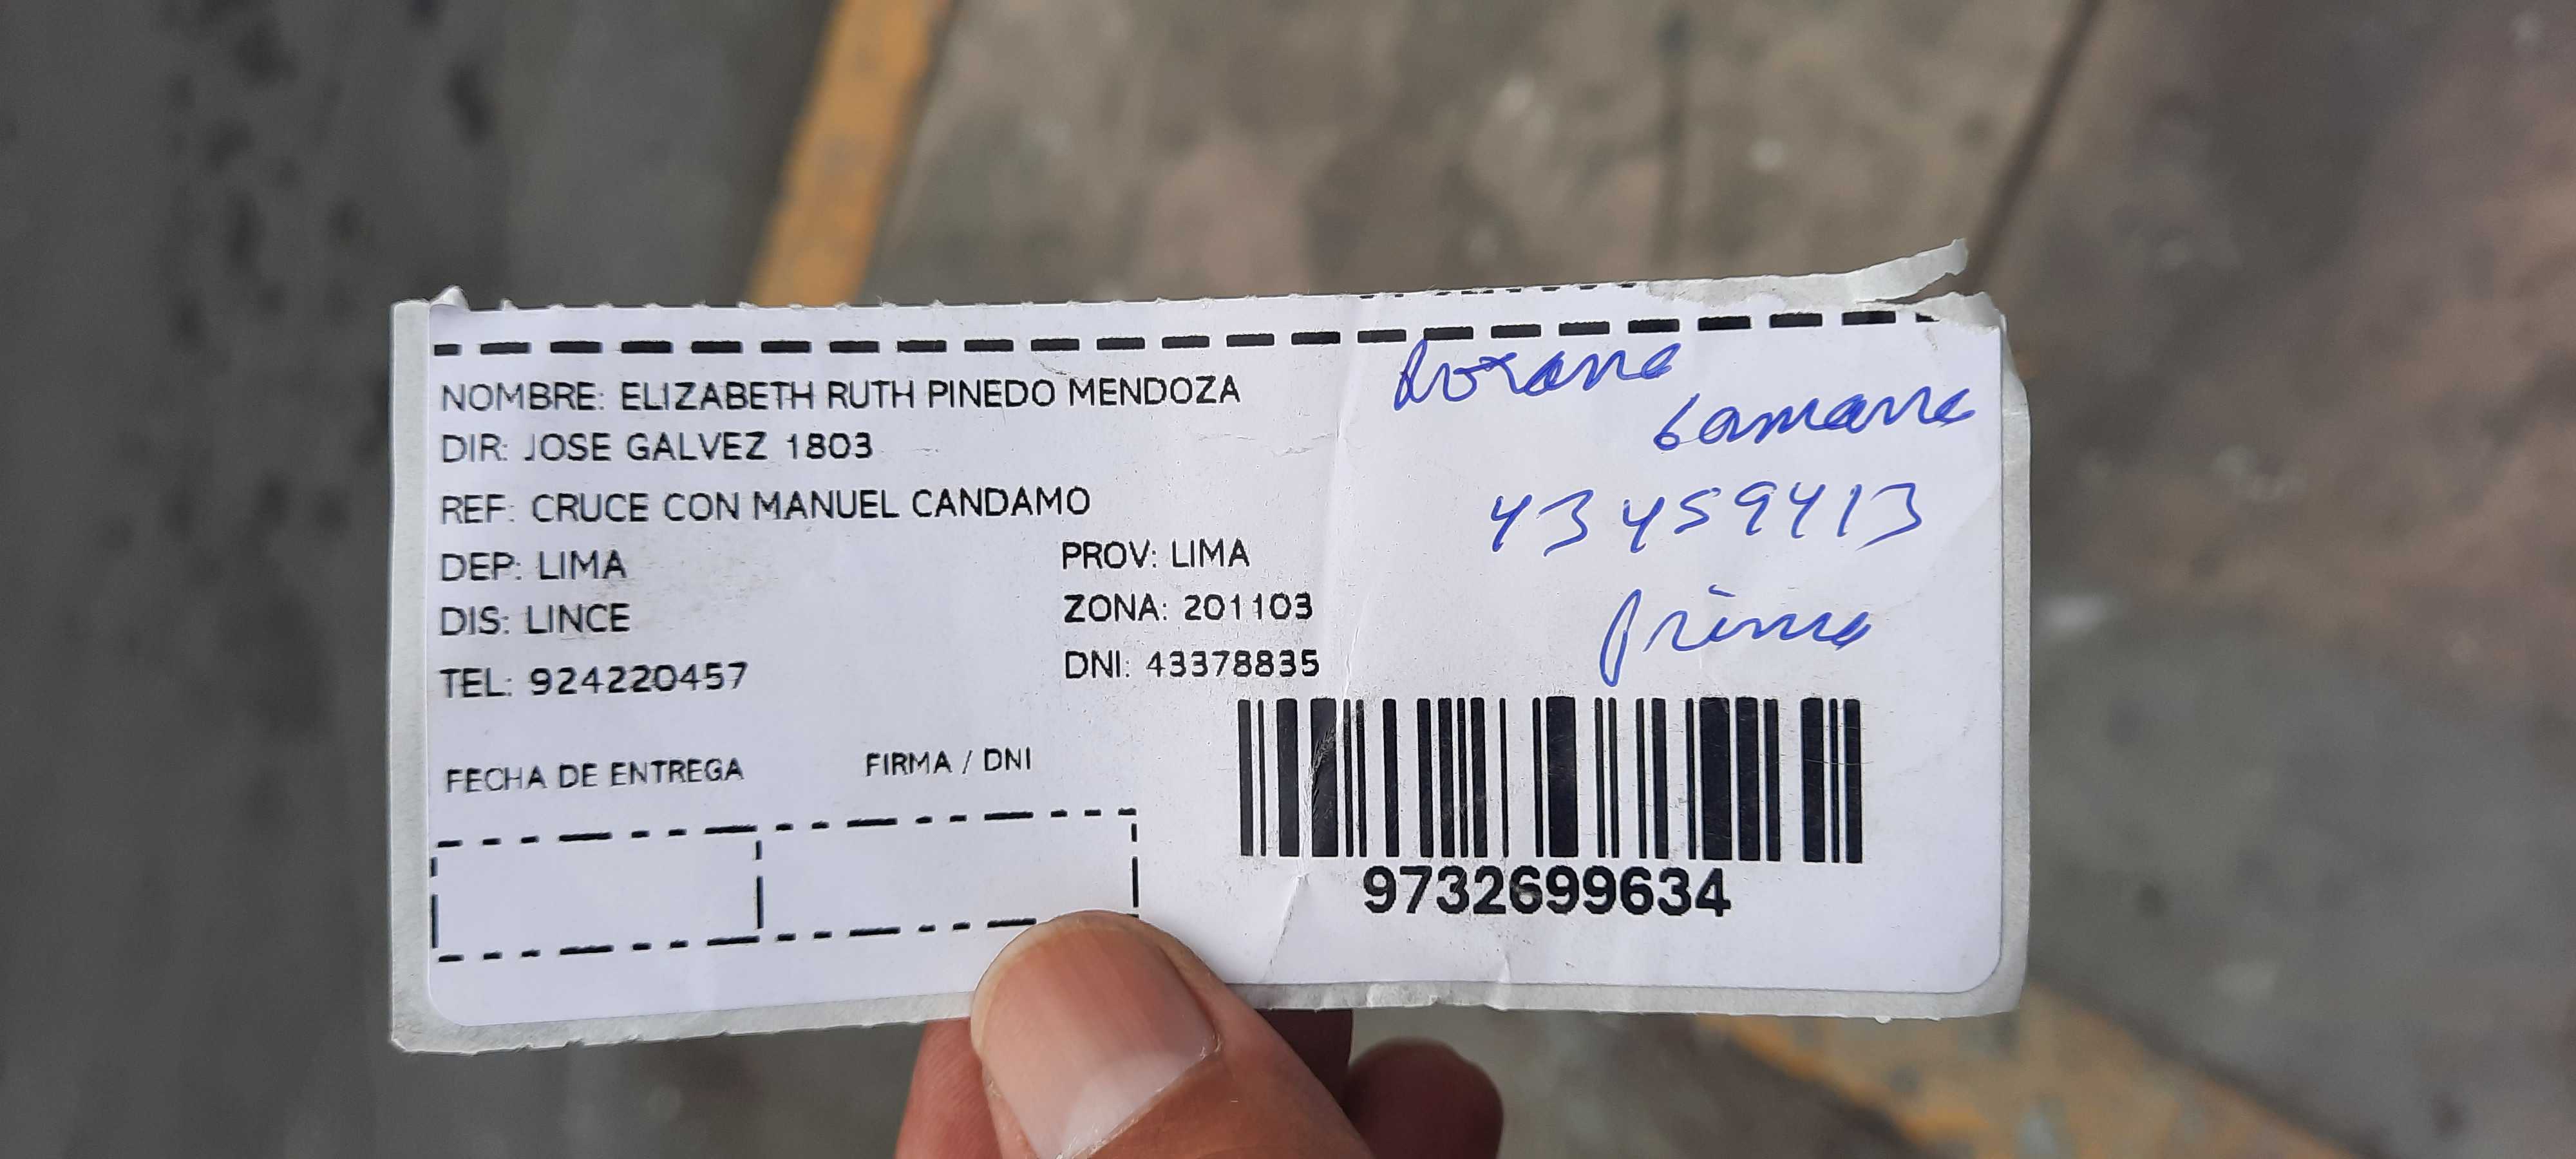 NOMBRE: ELIZABETH RUTH PINEDO MENDOZA
DIR: JOSE GALVEZ 1803
REF: CRUCE CON MANUEL CANDAMO
DEP: LIMA
PROV: LIMA
DIS: LINCE
ZONA: 201103
TEL: 924220457
DNI: 43378835
43459413
prima
FECHA DE ENTREGA
FIRMA / DNI
9732699634